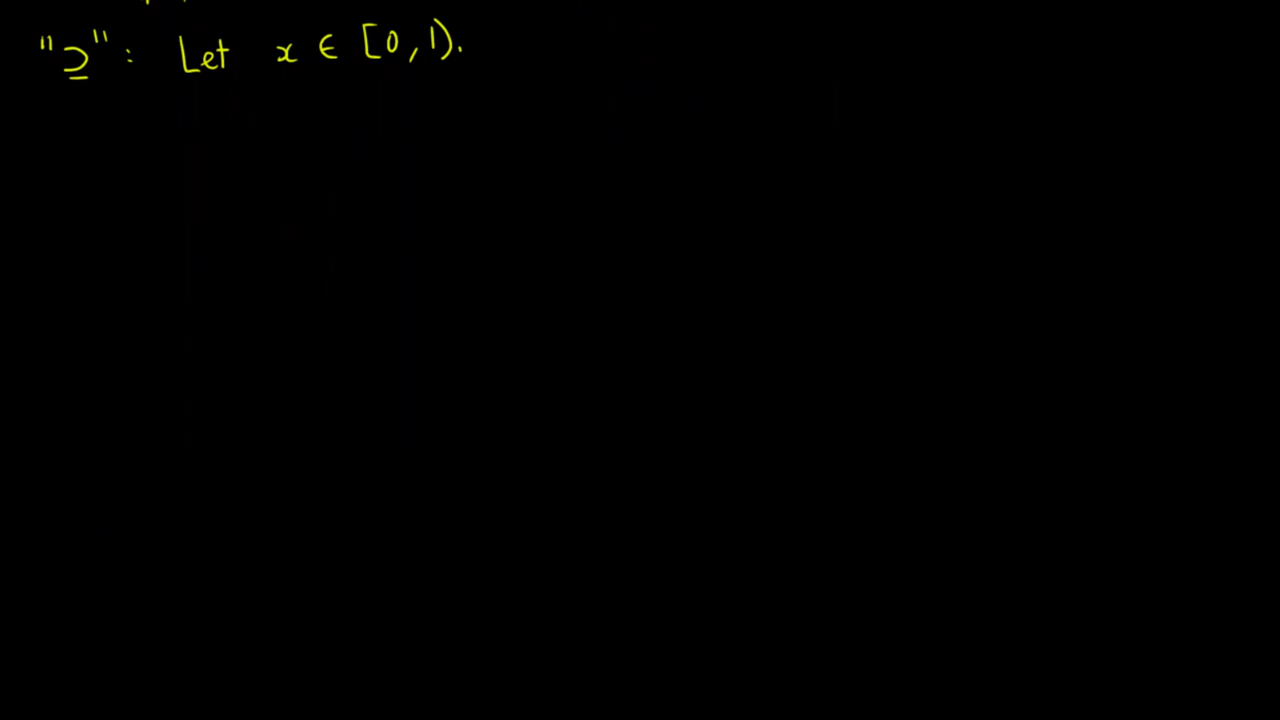 "⊇": Let x ∈ [0,1).